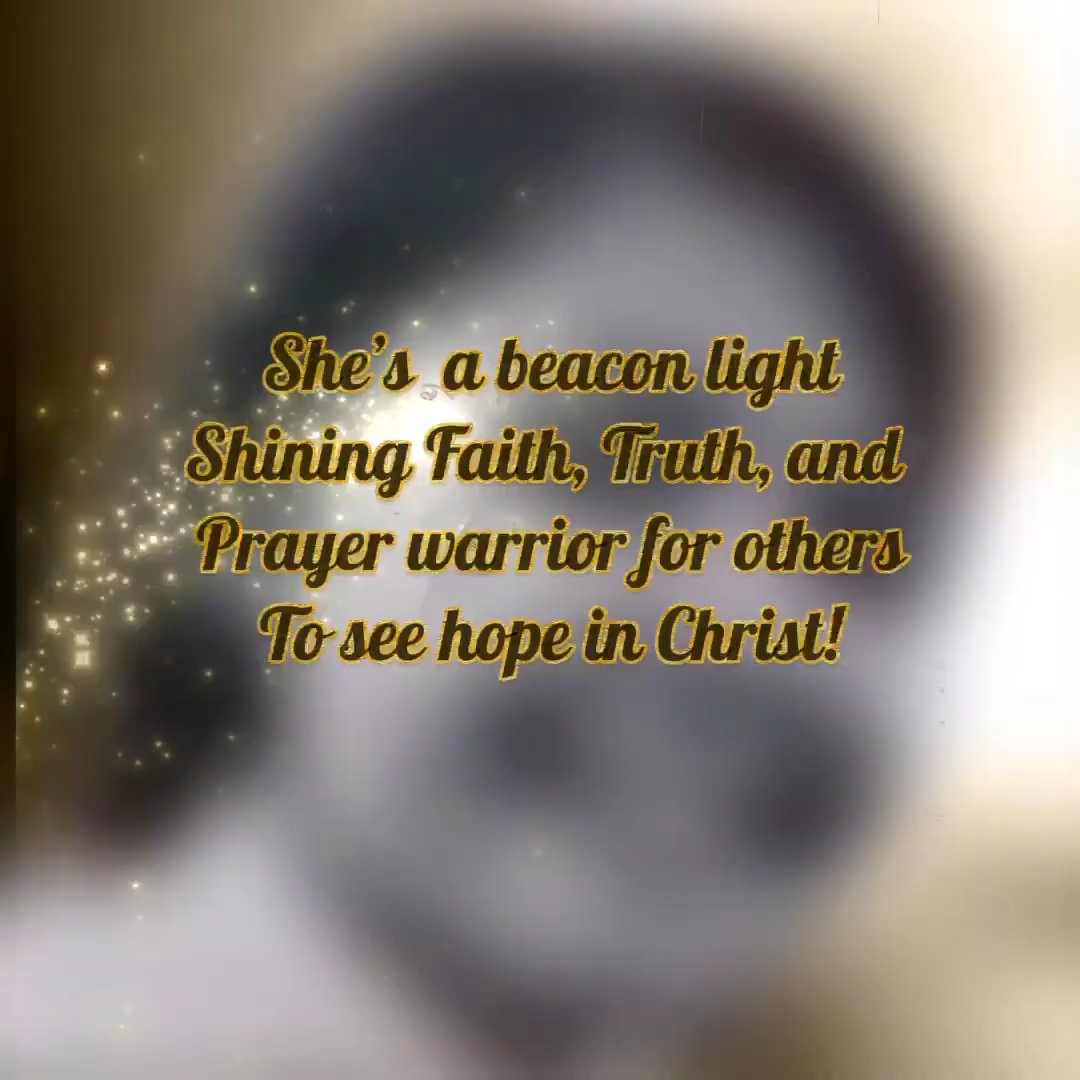 She's a beacon light
Shining Faith, Truth, and
Prayer warrior for others
To see hope in Christ!